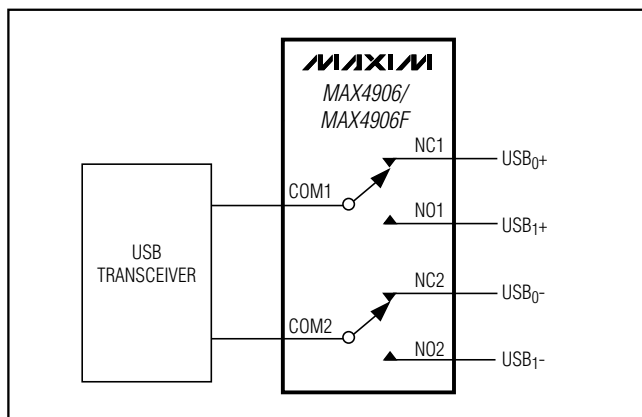 MAXIM
MAX4906/
MAX4906F
NC1
USB0+
COM1
NO1
USB1+
USB
TRANSCEIVER
NC2
USB0-
COM2
NO2
USB1-